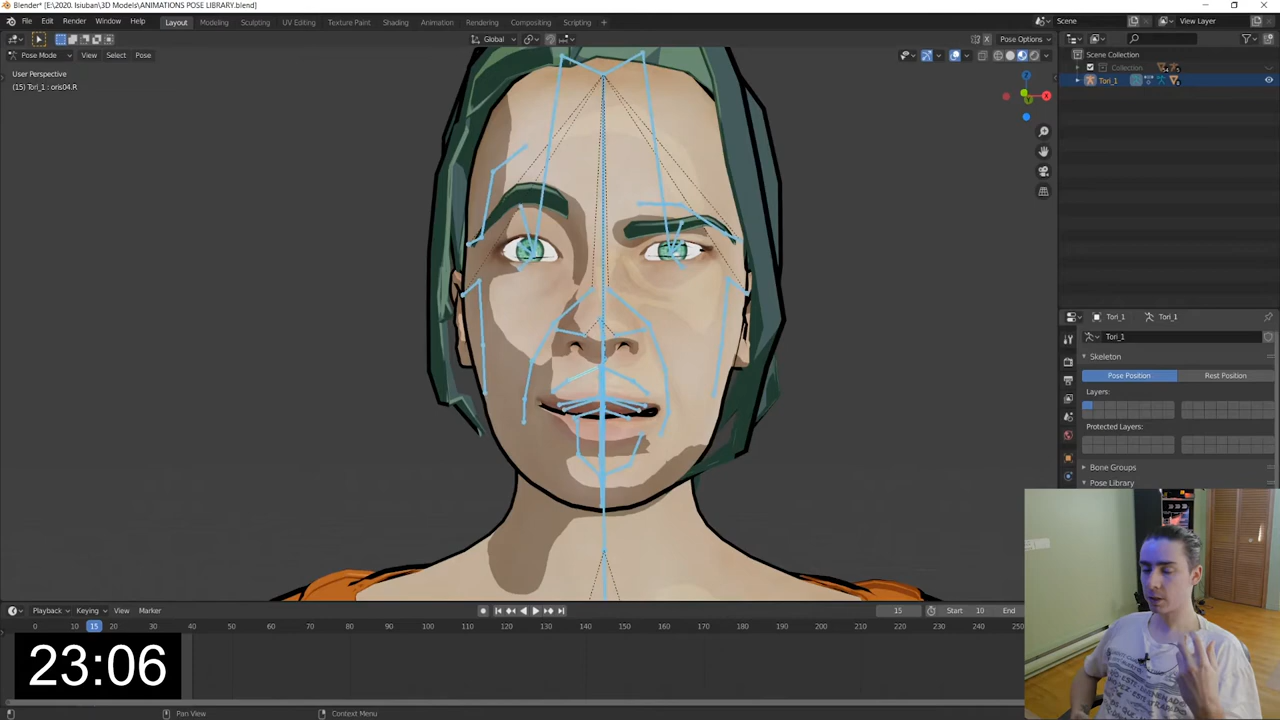 Blender* [E:\2020. Isiuban\3D Models\ANIMATIONS POSE LIBRARY.blend]
File Edit Render Window Help Layout Modeling Sculpting UV Editing Texture Paint Shading Animation Rendering Compositing Scripting + Scene View Layer
Global Pose Options
Pose Mode View Select Pose
User Perspective
(15) Tori_1 : oris04.R
Scene Collection
Collection
Tori_1
Z
X
Y
Tori_1 Tori_1
Tori_1
Skeleton
Pose Position Rest Position
Layers:
Protected Layers:
Bone Groups
Pose Library
Playback Keying View Marker 15 Start 10 End
0 10 15 20 30 40 50 60 70 80 90 100 110 120 130 140 150 160 170 180 190 200 210 220 230 240 250
23:06
Pan View Context Menu